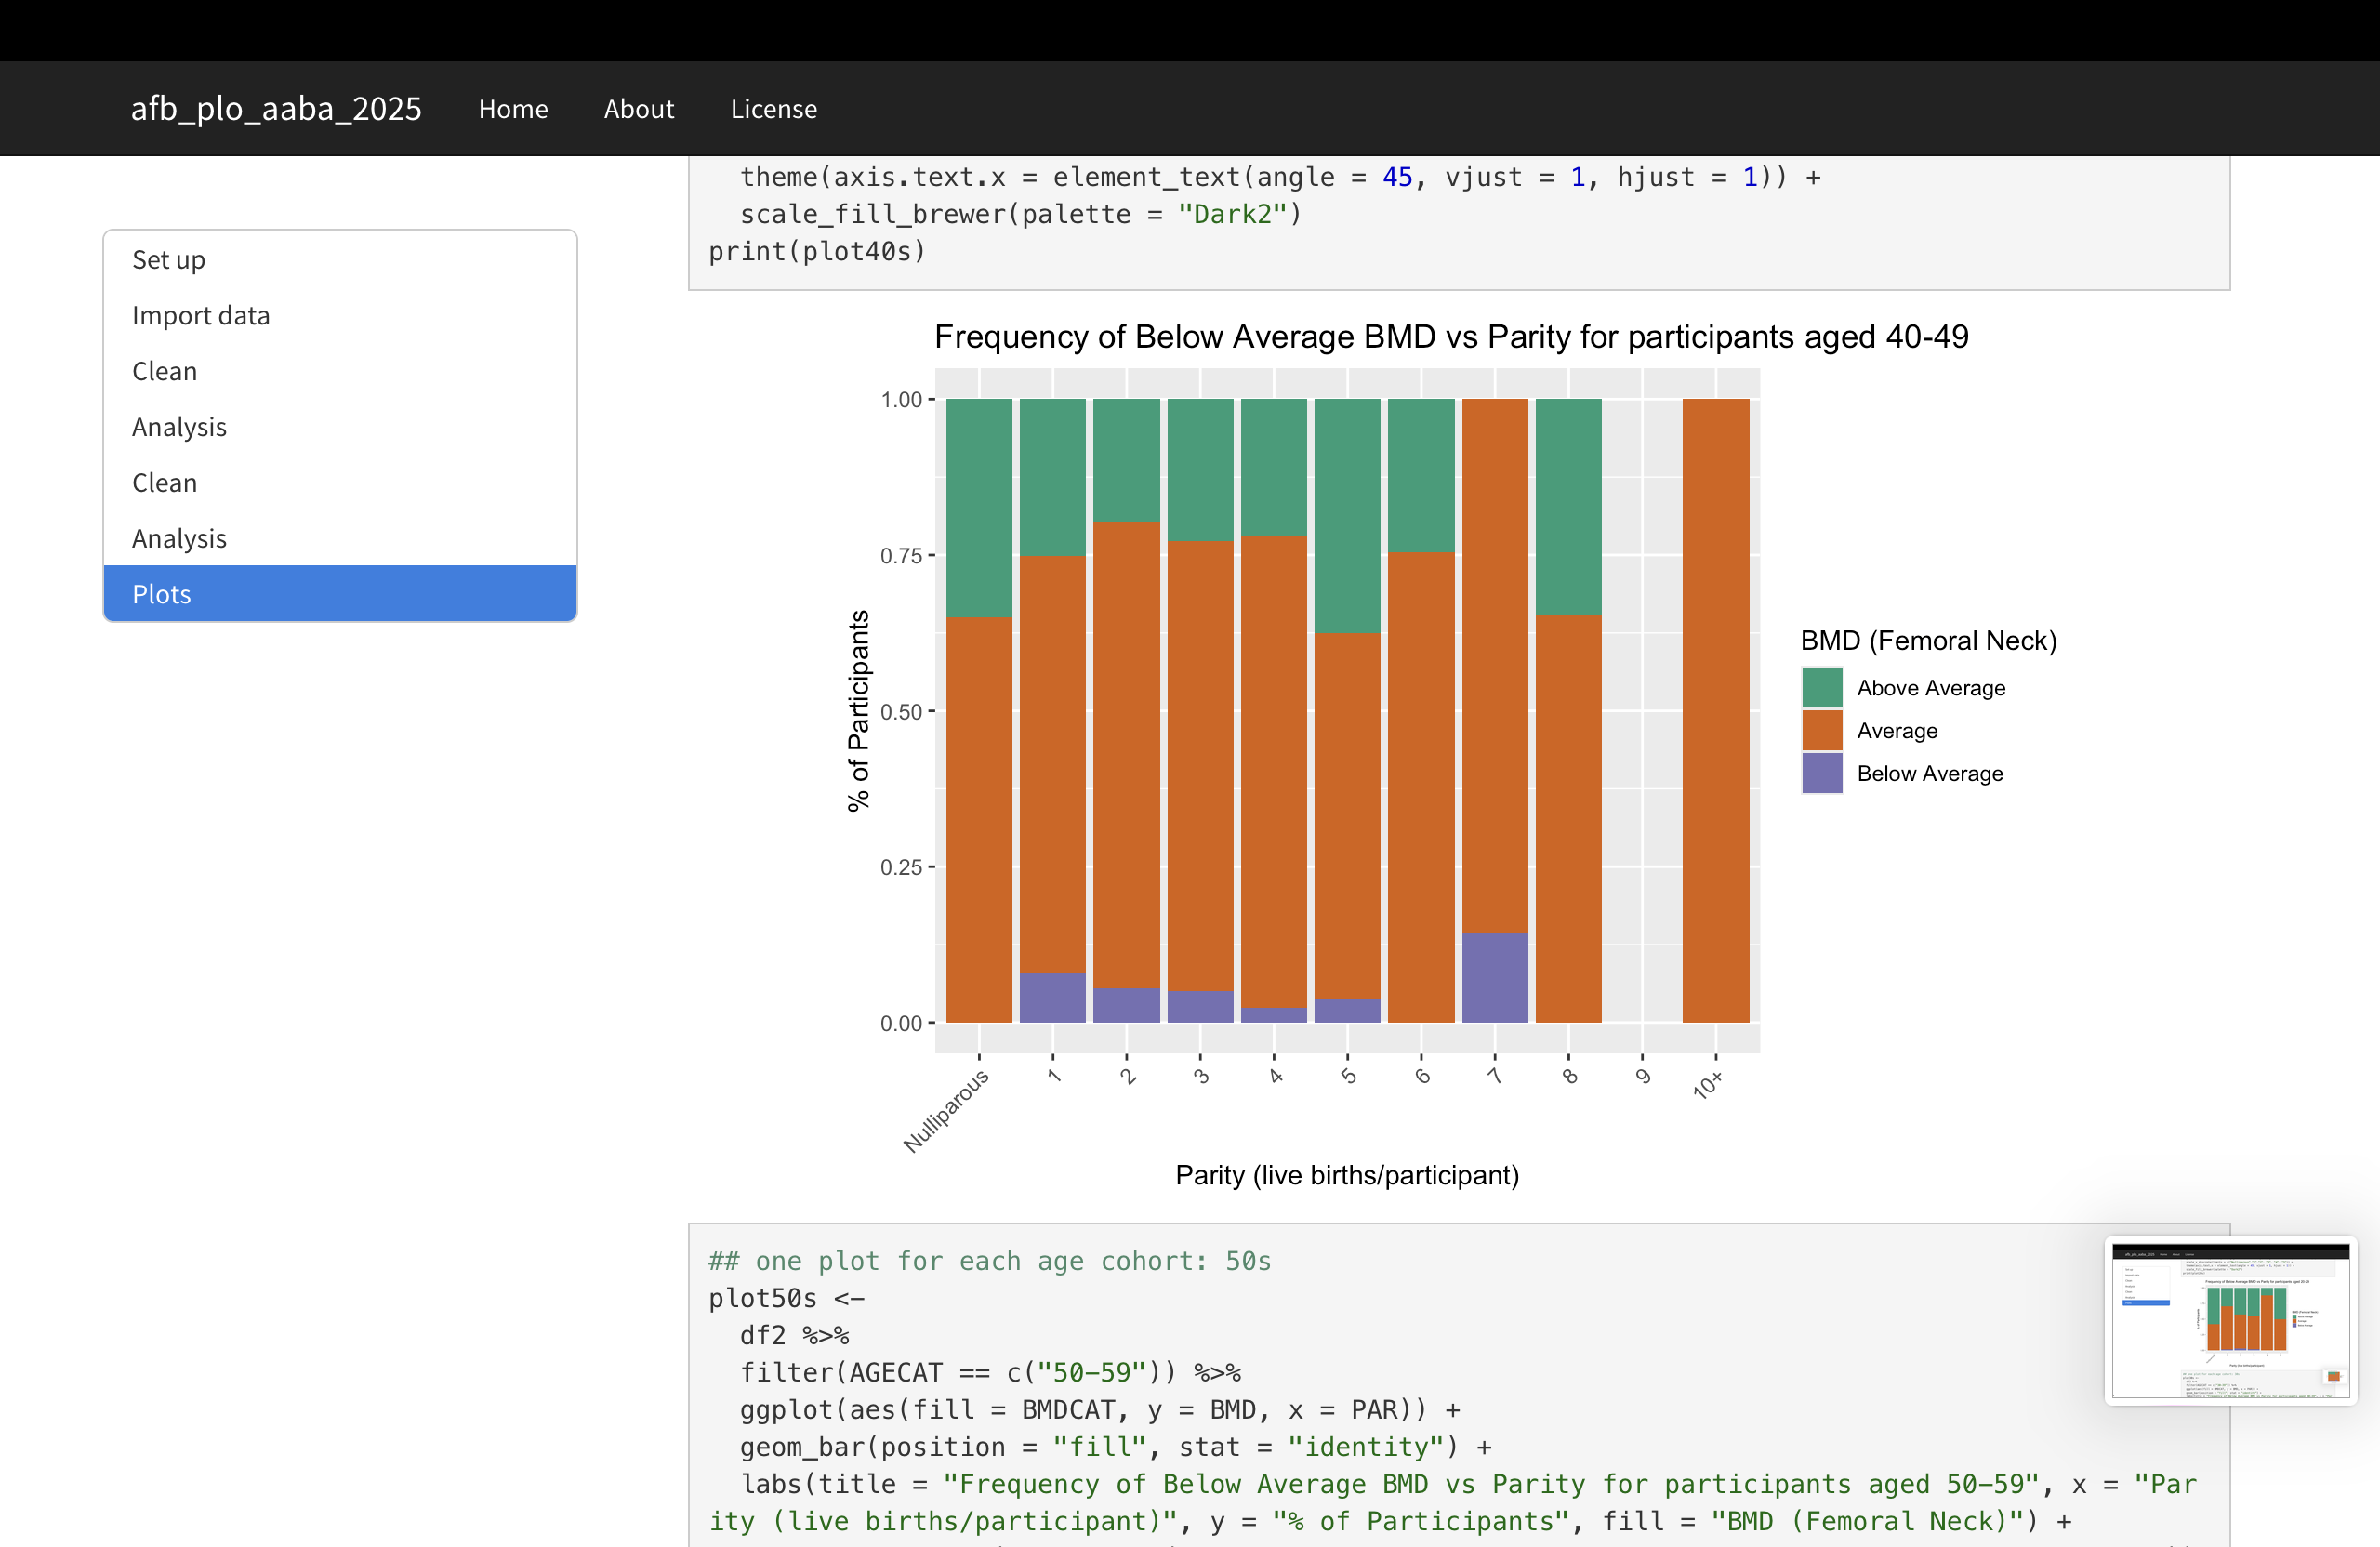 afb_plo_aaba_2025 Home About License
theme(axis.text.x = element_text(angle = 45, vjust = 1, hjust = 1)) +
scale_fill_brewer(palette = "Dark2")
print(plot40s)
Set up
Import data
Clean
Analysis
Clean
Analysis
Plots
Frequency of Below Average BMD vs Parity for participants aged 40-49
1.00
0.75
0.50
0.25
0.00
% of Participants
Nulliparous 1 2 3 4 5 6 7 8 9 10+
Parity (live births/participant)
BMD (Femoral Neck)
Above Average
Average
Below Average
## one plot for each age cohort: 50s
plot50s <-
df2 %>%
filter(AGECAT == c("50-59")) %>%
ggplot(aes(fill = BMDCAT, y = BMD, x = PAR)) +
geom_bar(position = "fill", stat = "identity") +
labs(title = "Frequency of Below Average BMD vs Parity for participants aged 50-59", x = "Par
ity (live births/participant)", y = "% of Participants", fill = "BMD (Femoral Neck)") +